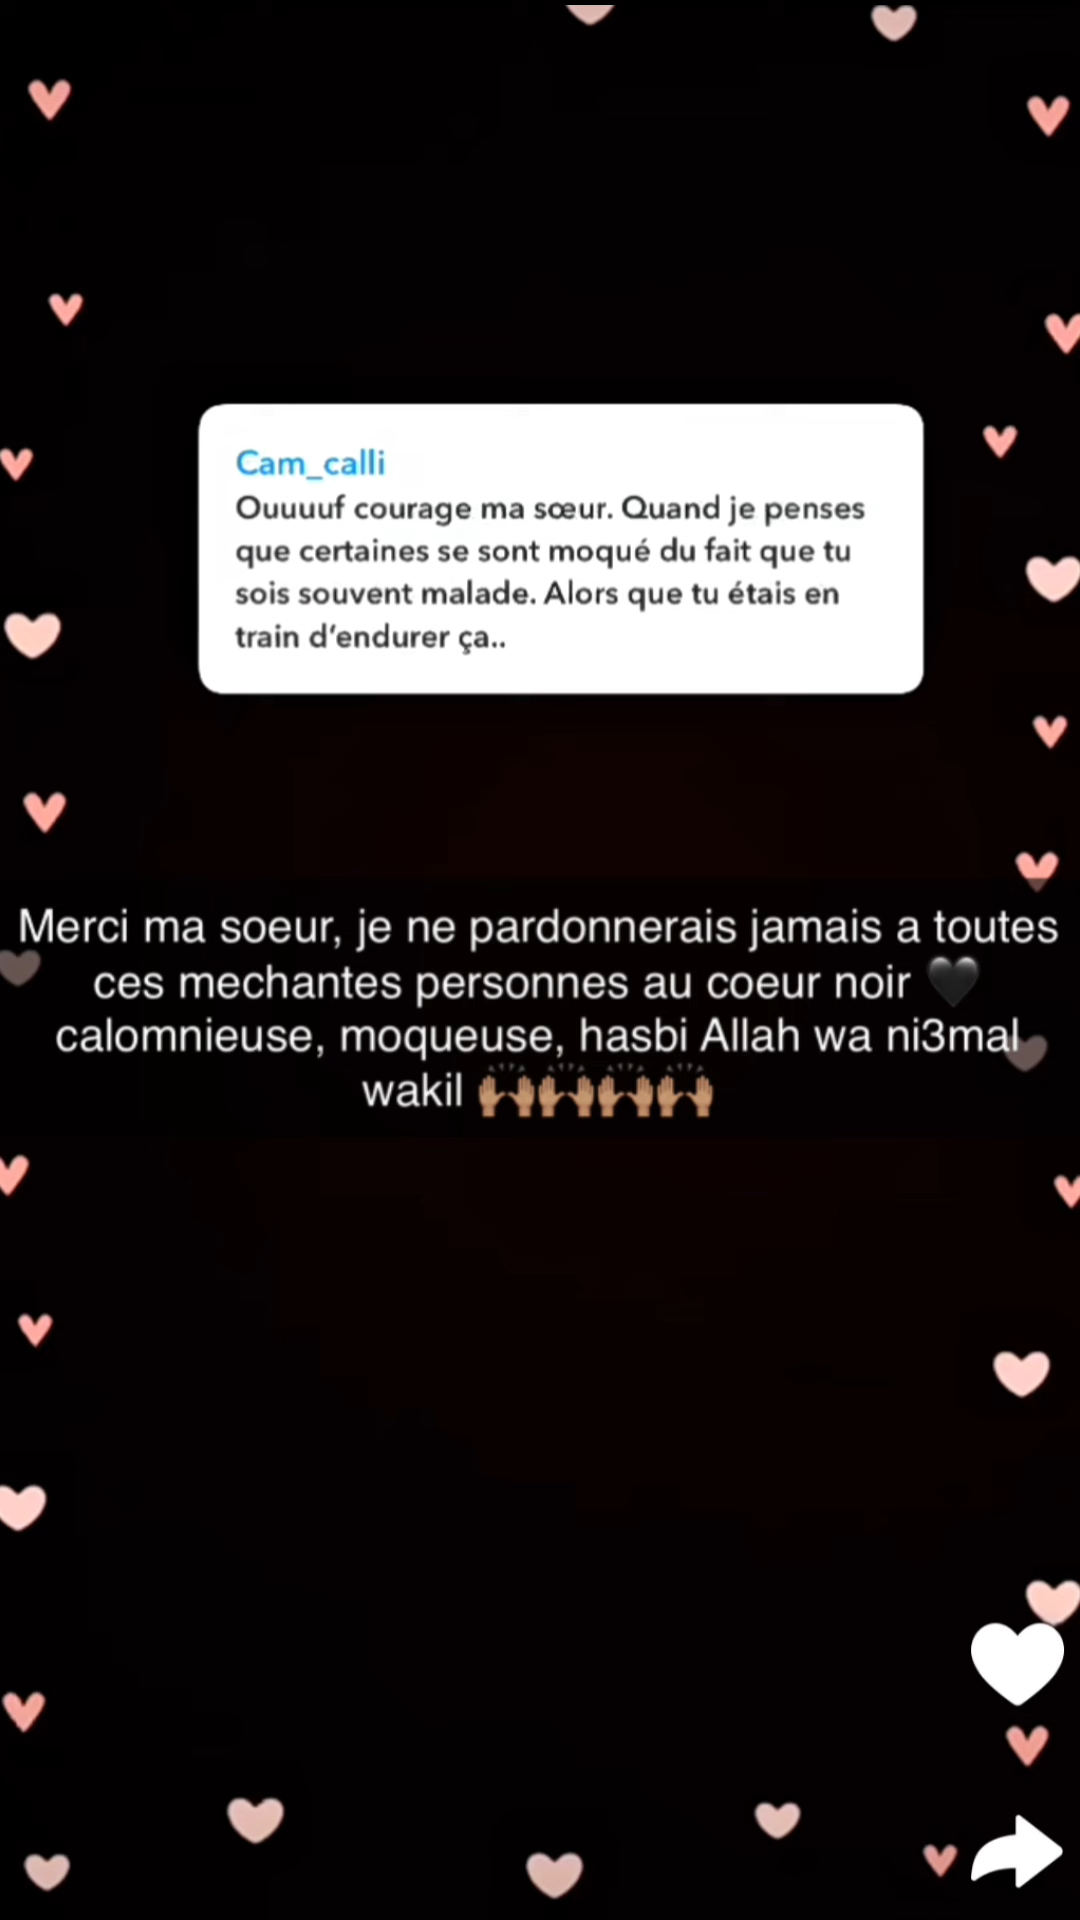 Cam_calli
Ouuuuf courage ma sœur. Quand je penses
que certaines se sont moqué du fait que tu
sois souvent malade. Alors que tu étais en
train d’endurer ça..
Merci ma soeur, je ne pardonnerais jamais a toutes
ces mechantes personnes au coeur noir 🖤
calomnieuse, moqueuse, hasbi Allah wa ni3mal
wakil 🙌🏽🙌🏽🙌🏽🙌🏽